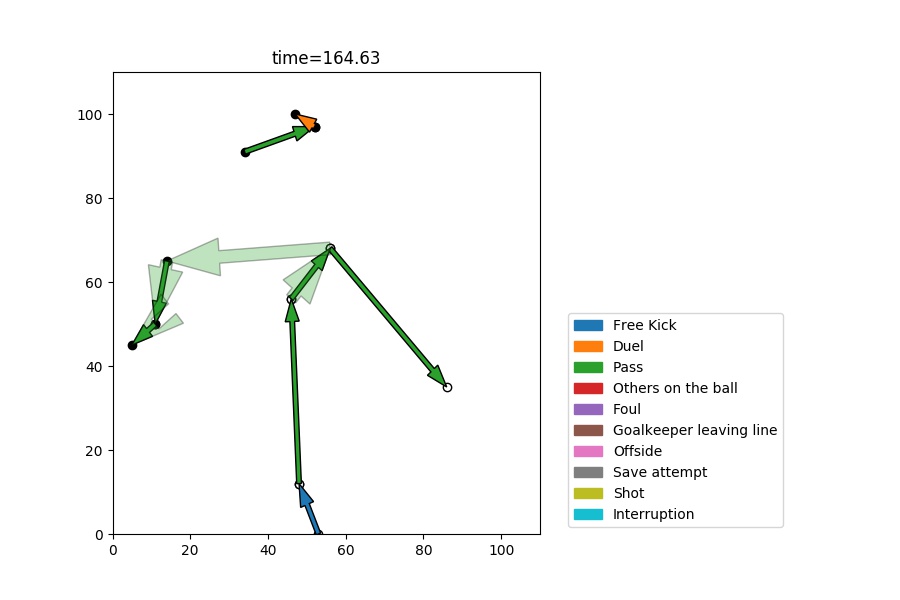 time=164.63
100
80
60
40
20
0
0 20 40 60 80 100
Free Kick
Duel
Pass
Others on the ball
Foul
Goalkeeper leaving line
Offside
Save attempt
Shot
Interruption